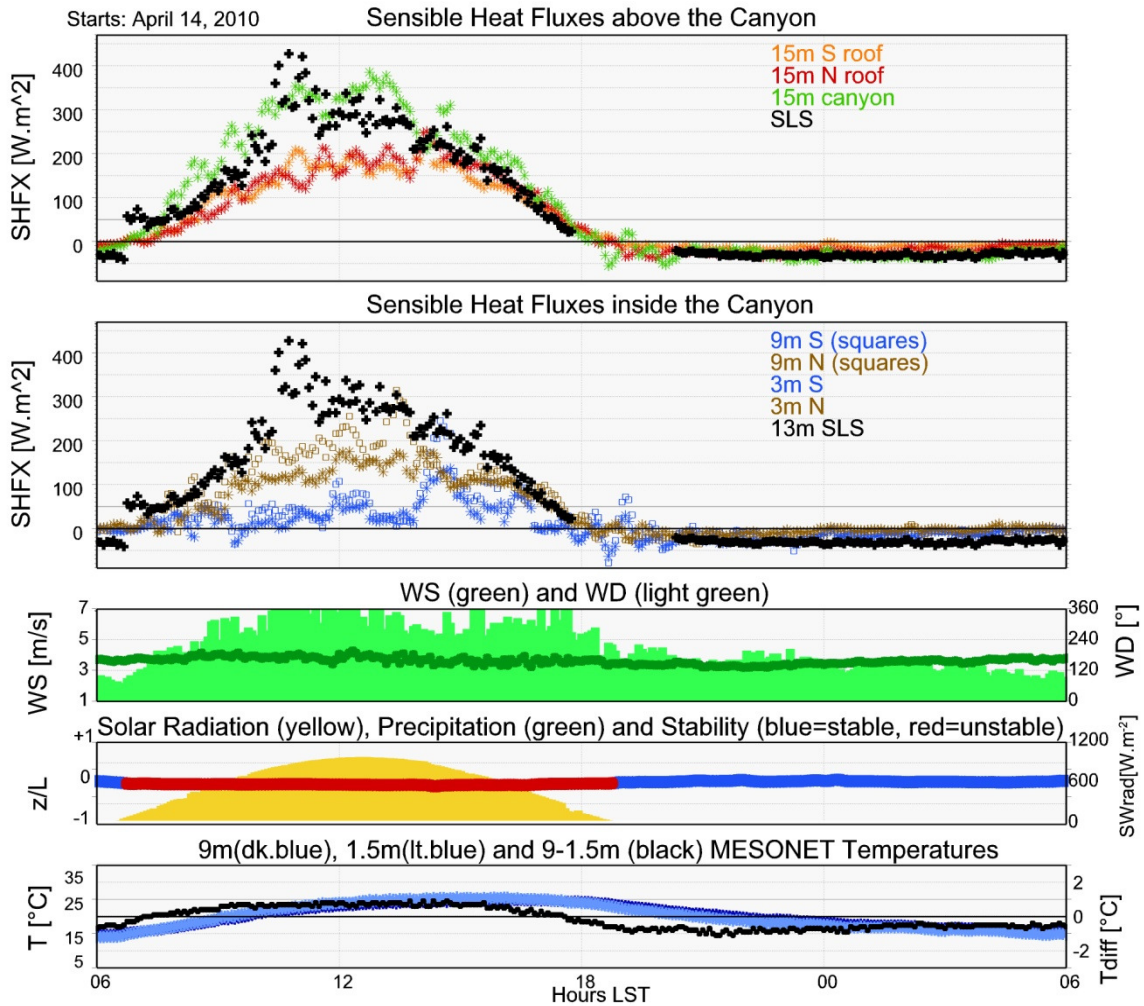 Starts: April 14, 2010
Sensible Heat Fluxes above the Canyon
SHFX [W.m^2]
400
300
200
100
0
15m S roof
15m N roof
15m canyon
SLS
Sensible Heat Fluxes inside the Canyon
SHFX [W.m^2]
400
300
200
100
0
9m S (squares)
9m N (squares)
3m S
3m N
13m SLS
WS (green) and WD (light green)
WS [m/s]
7
5
3
1
360
240
120
0
WD [°]
Solar Radiation (yellow), Precipitation (green) and Stability (blue=stable, red=unstable)
z/L
+1
0
-1
1200
600
0
SWrad[W.m-2]
9m(dk.blue), 1.5m(lt.blue) and 9-1.5m (black) MESONET Temperatures
T [°C]
35
25
15
5
2
0
-2
Tdiff [°C]
06 12 18 00 06
Hours LST